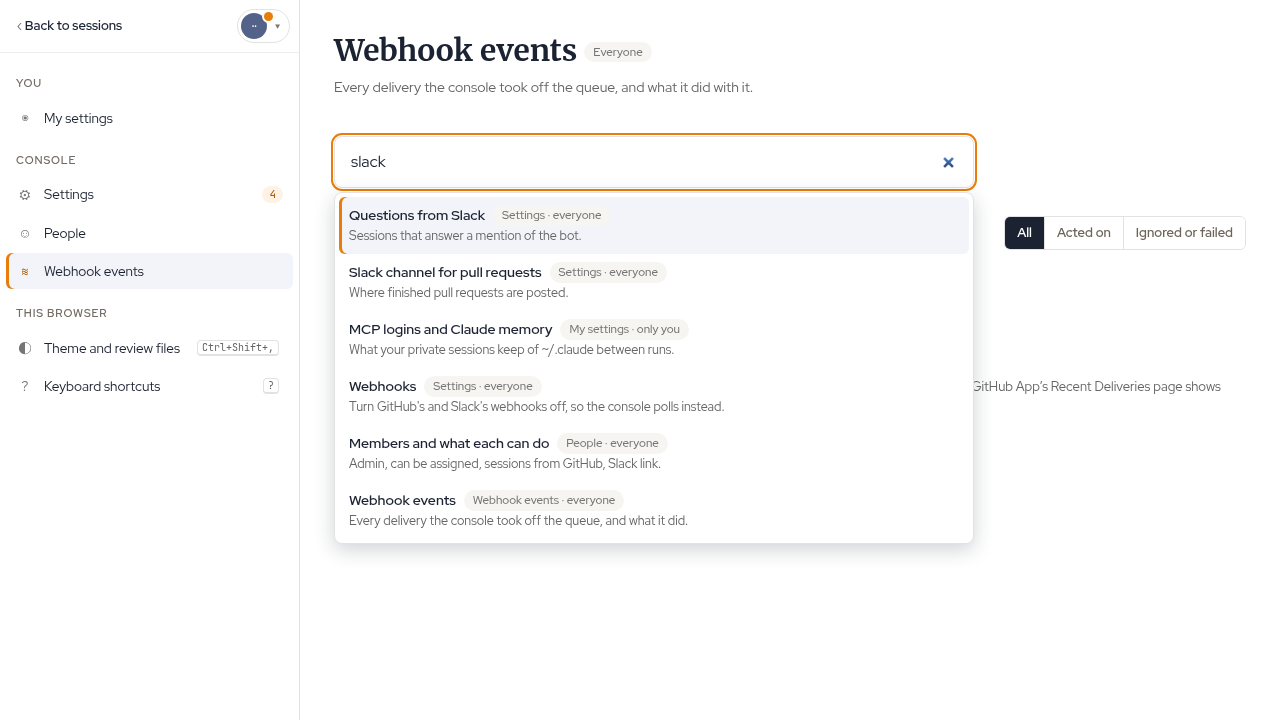 ‹ Back to sessions
YOU
My settings
CONSOLE
Settings 4
People
Webhook events
THIS BROWSER
Theme and review files Ctrl+Shift+,
Keyboard shortcuts ?
Webhook events Everyone
Every delivery the console took off the queue, and what it did with it.
slack
Questions from Slack Settings · everyone
Sessions that answer a mention of the bot.
Slack channel for pull requests Settings · everyone
Where finished pull requests are posted.
MCP logins and Claude memory My settings · only you
What your private sessions keep of ~/.claude between runs.
Webhooks Settings · everyone
Turn GitHub's and Slack's webhooks off, so the console polls instead.
Members and what each can do People · everyone
Admin, can be assigned, sessions from GitHub, Slack link.
Webhook events Webhook events · everyone
Every delivery the console took off the queue, and what it did.
All Acted on Ignored or failed
GitHub App's Recent Deliveries page shows